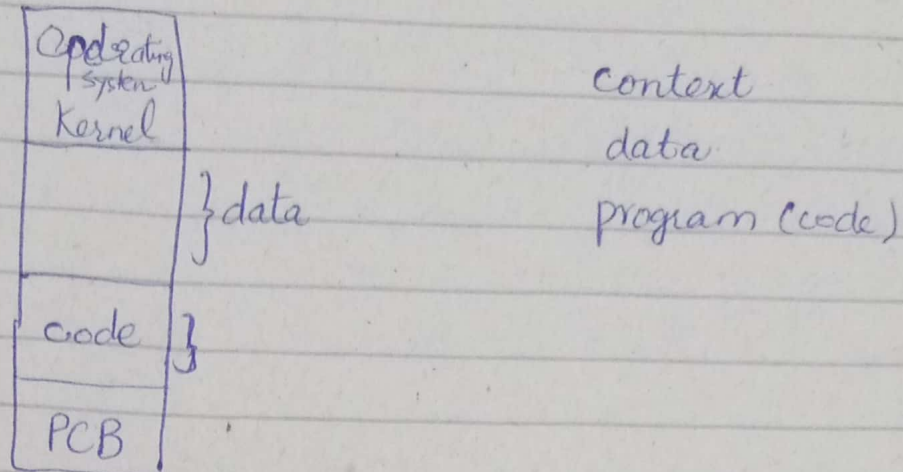 Operating
System
Kernel
} data
code }
PCB
context
data
program (code)